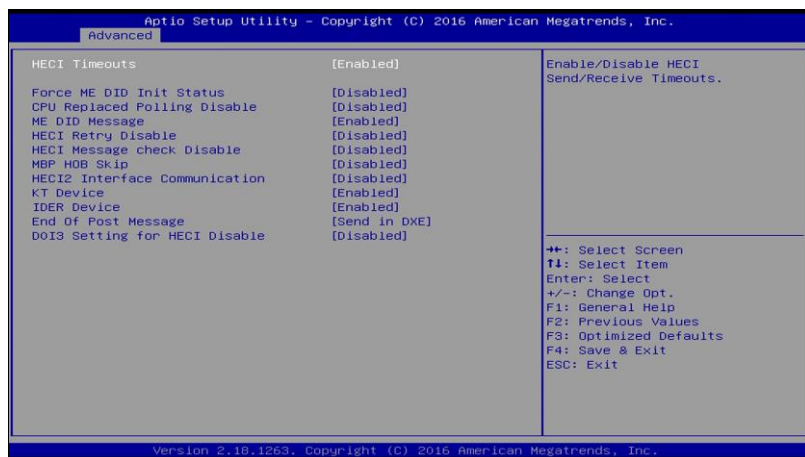 Aptio Setup Utility – Copyright (C) 2016 American Megatrends, Inc.
Advanced
HECI Timeouts [Enabled]
Force ME DID Init Status [Disabled]
CPU Replaced Polling Disable [Disabled]
ME DID Message [Enabled]
HECI Retry Disable [Disabled]
HECI Message check Disable [Disabled]
MBP HOB Skip [Disabled]
HECI2 Interface Communication [Disabled]
KT Device [Enabled]
IDER Device [Enabled]
End Of Post Message [Send in DXE]
D0I3 Setting for HECI Disable [Disabled]
Enable/Disable HECI
Send/Receive Timeouts.
→←: Select Screen
↑↓: Select Item
Enter: Select
+/-: Change Opt.
F1: General Help
F2: Previous Values
F3: Optimized Defaults
F4: Save & Exit
ESC: Exit
Version 2.18.1263. Copyright (C) 2016 American Megatrends, Inc.